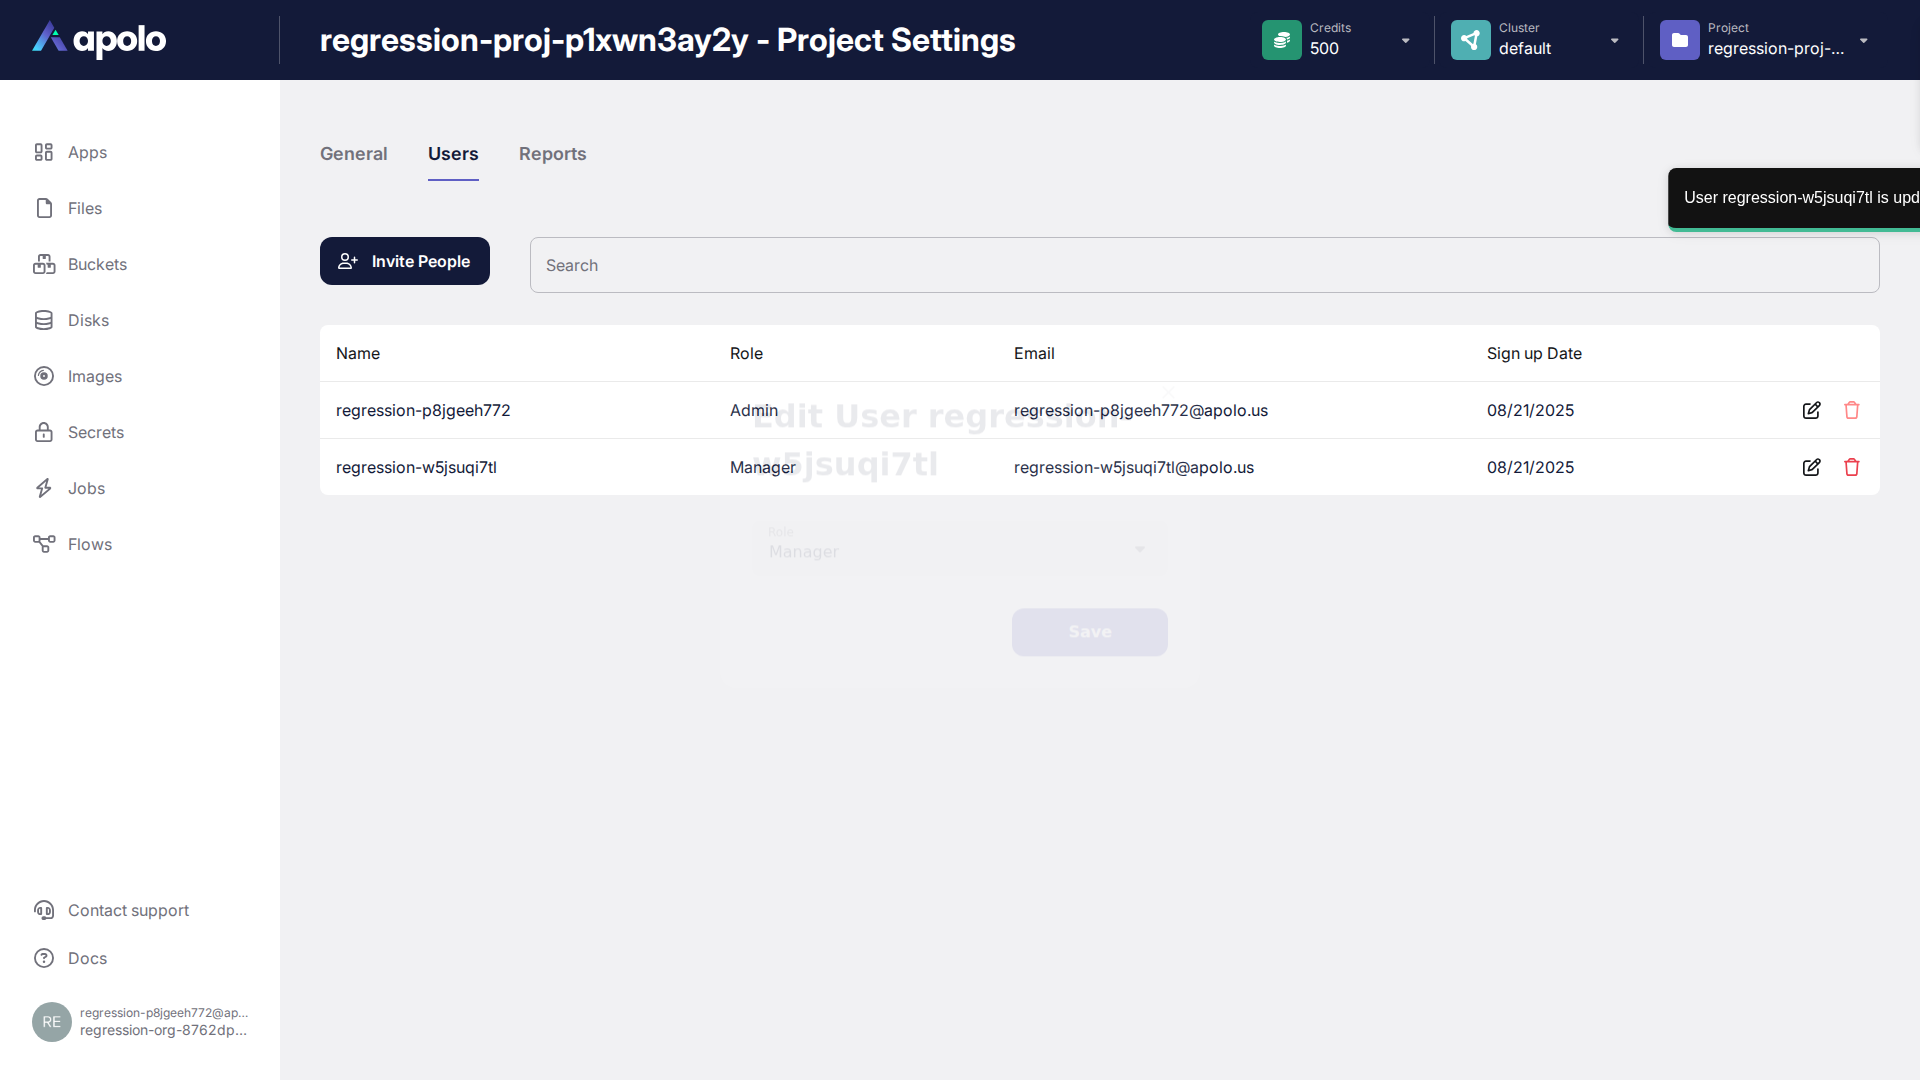 apolo
regression-proj-p1xwn3ay2y - Project Settings
Credits
500
Cluster
default
Project
regression-proj-...
Apps
Files
Buckets
Disks
Images
Secrets
Jobs
Flows
Contact support
Docs
RE
regression-p8jgeeh772@ap...
regression-org-8762dp...
General Users Reports
User regression-w5jsuqi7tl is upd
Invite People
Search
Name Role Email Sign up Date
regression-p8jgeeh772 Admin regression-p8jgeeh772@apolo.us 08/21/2025
regression-w5jsuqi7tl Manager regression-w5jsuqi7tl@apolo.us 08/21/2025
Edit User regression-
w5jsuqi7tl
Role
Manager
Save